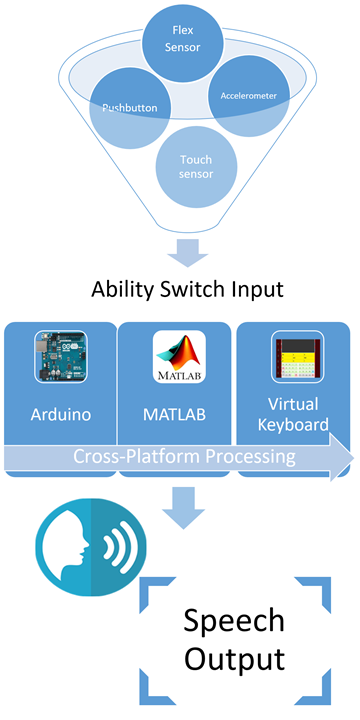 Flex
Sensor
Pushbutton
Accelerometer
Touch
sensor
Ability Switch Input
MATLAB
Arduino
MATLAB
Virtual
Keyboard
Cross-Platform Processing
Speech
Output